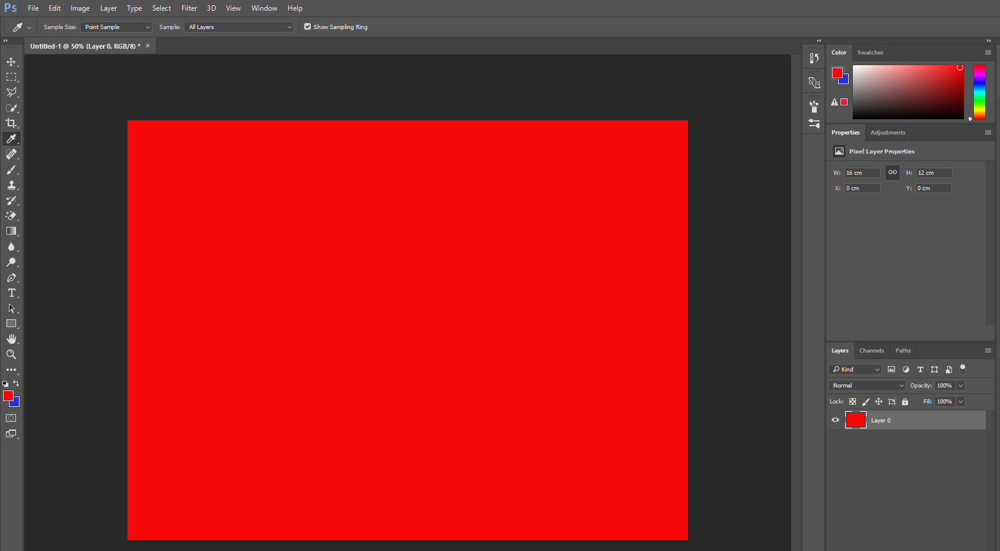 Ps File Edit Image Layer Type Select Filter 3D View Window Help
Sample Size: Point Sample Sample: All Layers Show Sampling Ring
Untitled-1 @ 50% (Layer 0, RGB/8) *
Color Swatches
Properties Adjustments
Pixel Layer Properties
W: 16 cm H: 12 cm
X: 0 cm Y: 0 cm
T
Layers Channels Paths
Kind T
Normal Opacity: 100%
Lock: Fill: 100%
Layer 0